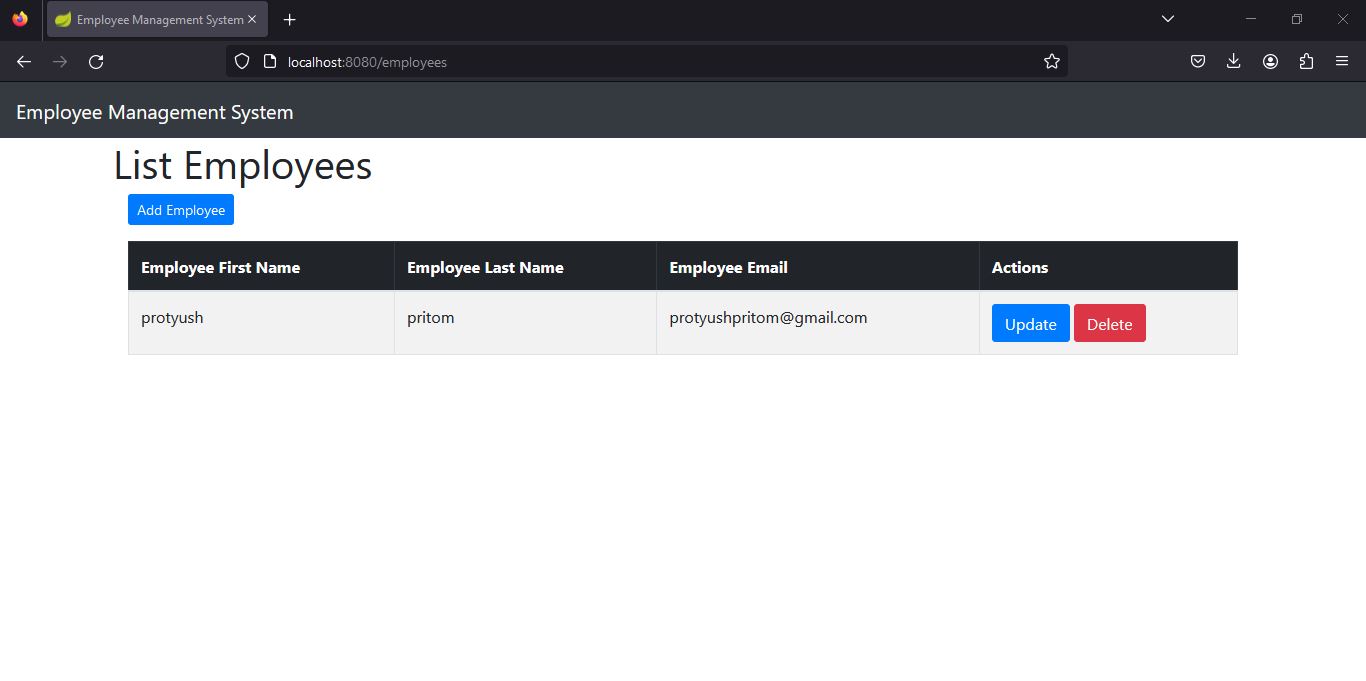 Employee Management System
localhost:8080/employees
Employee Management System
List Employees
Add Employee
Employee First Name Employee Last Name Employee Email Actions
protyush pritom protyushpritom@gmail.com Update Delete